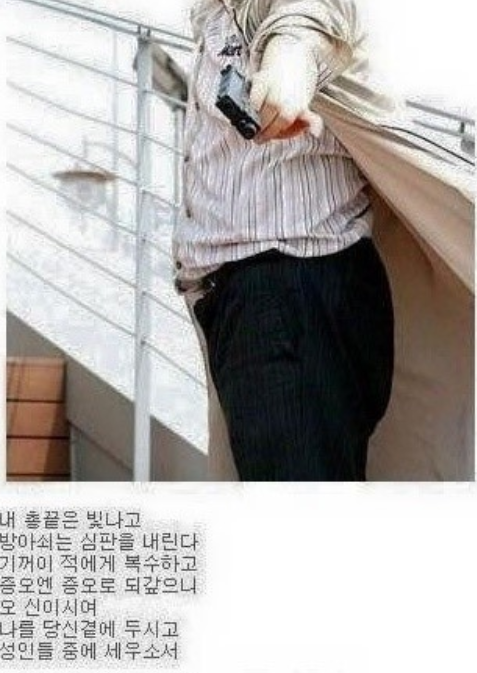 내 총끝은 빛나고
방아쇠는 심판을 내린다
기꺼이 적에게 복수하고
증오엔 증오로 되갚으니
오 신이시여
나를 당신곁에 두시고
성인들 중에 세우소서